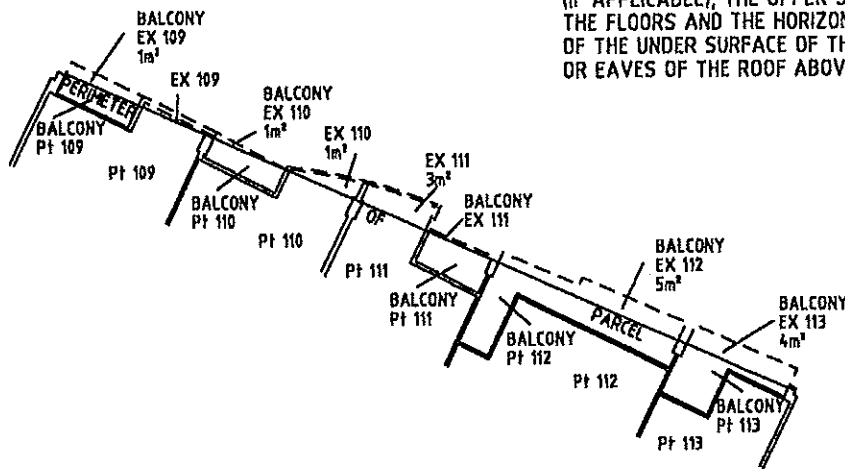 (IF APPLICABLE), THE UPPER
THE FLOORS AND THE HORIZON
OF THE UNDER SURFACE OF TH
OR EAVES OF THE ROOF ABOV
BALCONY
EX 109
1m²
EX 109
PERIMETER
BALCONY
Pt 109
Pt 109
BALCONY
EX 110
1m²
BALCONY
Pt 110
Pt 110
EX 110
1m²
EX 111
3m²
OF
Pt 111
BALCONY
EX 111
BALCONY
Pt 111
BALCONY
EX 112
5m²
PARCEL
BALCONY
Pt 112
Pt 112
BALCONY
EX 113
4m²
BALCONY
Pt 113
Pt 113